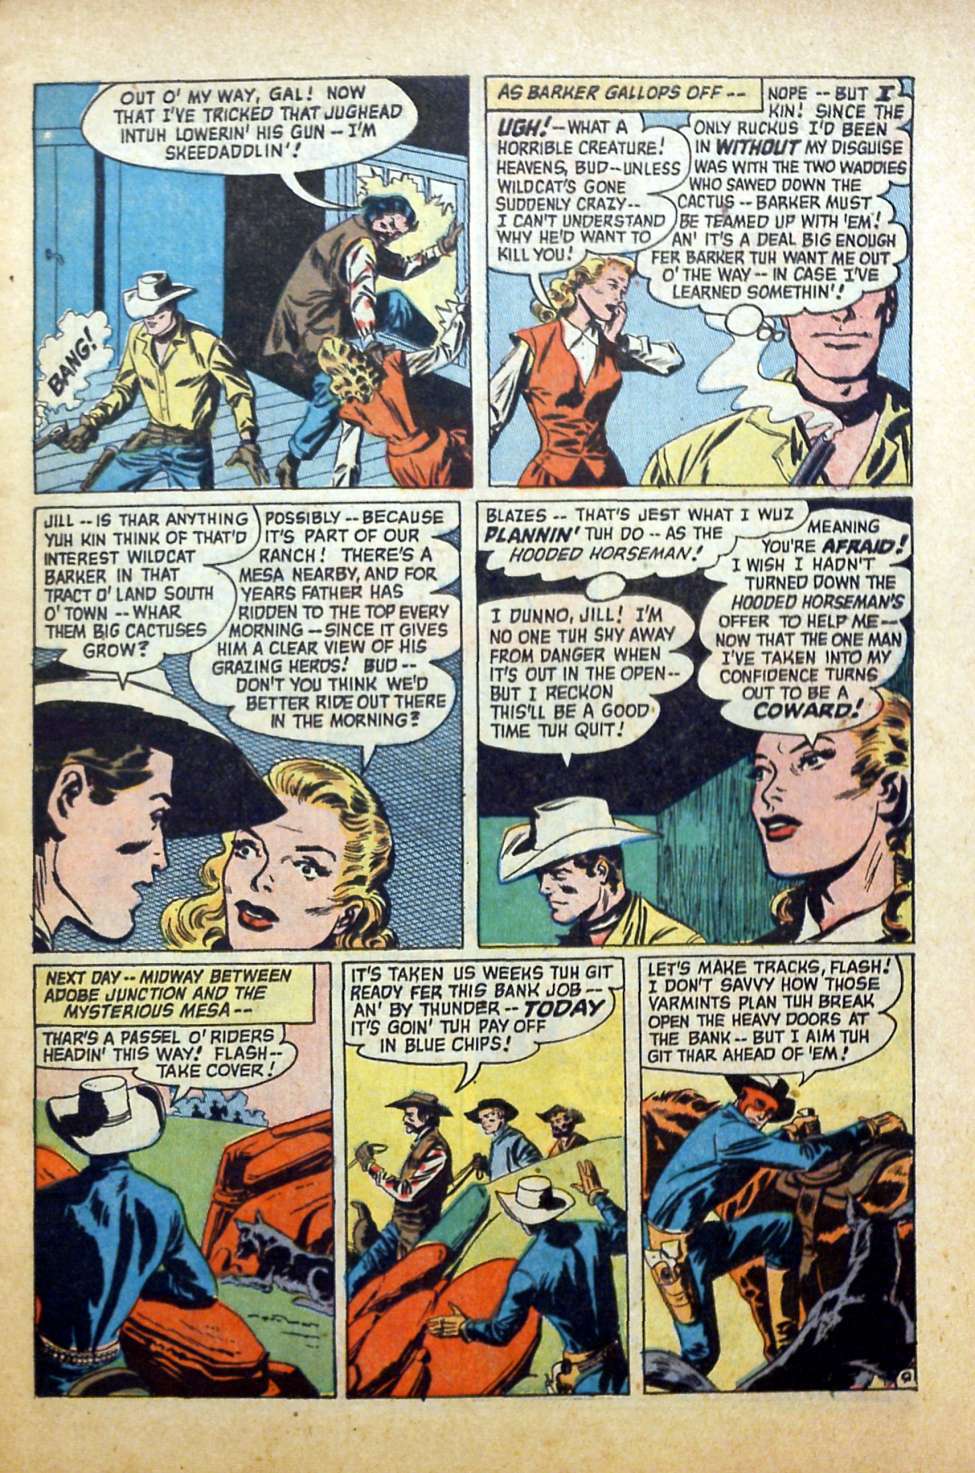 OUT O' MY WAY, GAL! NOW
THAT I'VE TRICKED THAT JUGHEAD
INTUH LOWERIN' HIS GUN -- I'M
SKEEDADDLIN'!
BANG!
AS BARKER GALLOPS OFF --
UGH! -- WHAT A
HORRIBLE CREATURE!
HEAVENS, BUD -- UNLESS
WILDCAT'S GONE
SUDDENLY CRAZY --
I CAN'T UNDERSTAND
WHY HE'D WANT TO
KILL YOU!
NOPE -- BUT I
KIN! SINCE THE
ONLY RUCKUS I'D BEEN
IN WITHOUT MY DISGUISE
WAS WITH THE TWO WADDIES
WHO SAWED DOWN THE
CACTUS -- BARKER MUST
BE TEAMED UP WITH 'EM!
AN' IT'S A DEAL BIG ENOUGH
FER BARKER TUH WANT ME OUT
O' THE WAY -- IN CASE I'VE
LEARNED SOMETHIN'!
JILL -- IS THAR ANYTHING
YUH KIN THINK OF THAT'D
INTEREST WILDCAT
BARKER IN THAT
TRACT O' LAND SOUTH
O' TOWN -- WHAR
THEM BIG CACTUSES
GROW?
POSSIBLY -- BECAUSE
IT'S PART OF OUR
RANCH! THERE'S A
MESA NEARBY, AND FOR
YEARS FATHER HAS
RIDDEN TO THE TOP EVERY
MORNING -- SINCE IT GIVES
HIM A CLEAR VIEW OF HIS
GRAZING HERDS! BUD --
DON'T YOU THINK WE'D
BETTER RIDE OUT THERE
IN THE MORNING?
BLAZES -- THAT'S JEST WHAT I WUZ
PLANNIN' TUH DO -- AS THE
HOODED HORSEMAN!
I DUNNO, JILL! I'M
NO ONE TUH SHY AWAY
FROM DANGER WHEN
IT'S OUT IN THE OPEN --
BUT I RECKON
THIS'LL BE A GOOD
TIME TUH QUIT!
MEANING
YOU'RE AFRAID!
I WISH I HADN'T
TURNED DOWN THE
HOODED HORSEMAN'S
OFFER TO HELP ME --
NOW THAT THE ONE MAN
I'VE TAKEN INTO MY
CONFIDENCE TURNS
OUT TO BE A
COWARD!
NEXT DAY -- MIDWAY BETWEEN
ADOBE JUNCTION AND THE
MYSTERIOUS MESA --
THAR'S A PASSEL O' RIDERS
HEADIN' THIS WAY! FLASH --
TAKE COVER!
IT'S TAKEN US WEEKS TUH GIT
READY FER THIS BANK JOB --
AN' BY THUNDER -- TODAY
IT'S GOIN' TUH PAY OFF
IN BLUE CHIPS!
LET'S MAKE TRACKS, FLASH!
I DON'T SAVVY HOW THOSE
VARMINTS PLAN TUH BREAK
OPEN THE HEAVY DOORS AT
THE BANK -- BUT I AIM TUH
GIT THAR AHEAD OF 'EM!
9